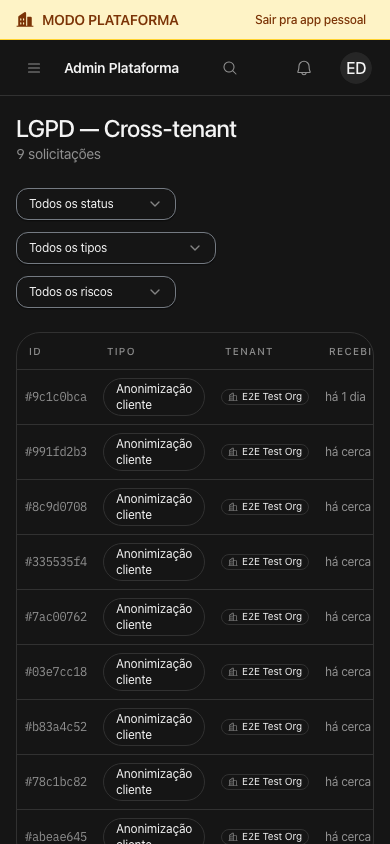 MODO PLATAFORMA
Sair pra app pessoal
Admin Plataforma
ED
LGPD — Cross-tenant
9 solicitações
Todos os status
Todos os tipos
Todos os riscos
ID TIPO TENANT RECEBI
#9c1c0bca Anonimização cliente E2E Test Org há 1 dia
#991fd2b3 Anonimização cliente E2E Test Org há cerca
#8c9d0708 Anonimização cliente E2E Test Org há cerca
#335535f4 Anonimização cliente E2E Test Org há cerca
#7ac00762 Anonimização cliente E2E Test Org há cerca
#03e7cc18 Anonimização cliente E2E Test Org há cerca
#b83a4c52 Anonimização cliente E2E Test Org há cerca
#78c1bc82 Anonimização cliente E2E Test Org há cerca
#abeae645 Anonimização cliente E2E Test Org há cerca